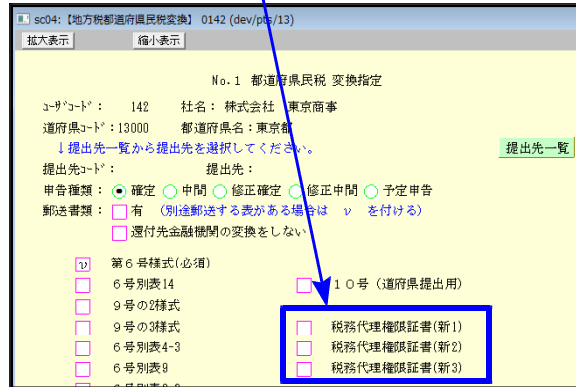 sc04:【地方税都道府県民税変換】 0142 (dev/pts/13)
拡大表示 縮小表示
No.1 都道府県民税 変換指定
ﾕｰｻﾞｺｰﾄﾞ: 142 社名: 株式会社 東京商事
道府県ｺｰﾄﾞ:13000 都道府県名:東京都
↓提出先一覧から提出先を選択してください。 提出先一覧
提出先ｺｰﾄﾞ: 提出先:
申告種類: 確定 中間 修正確定 修正中間 予定申告
郵送書類: 有 (別途郵送する表がある場合は ν を付ける)
還付先金融機関の変換をしない
ν 第6号様式(必須)
6号別表14 10号(道府県提出用)
9号の2様式
9号の3様式 税務代理権限証書(新1)
6号別表4-3 税務代理権限証書(新2)
6号別表9 税務代理権限証書(新3)